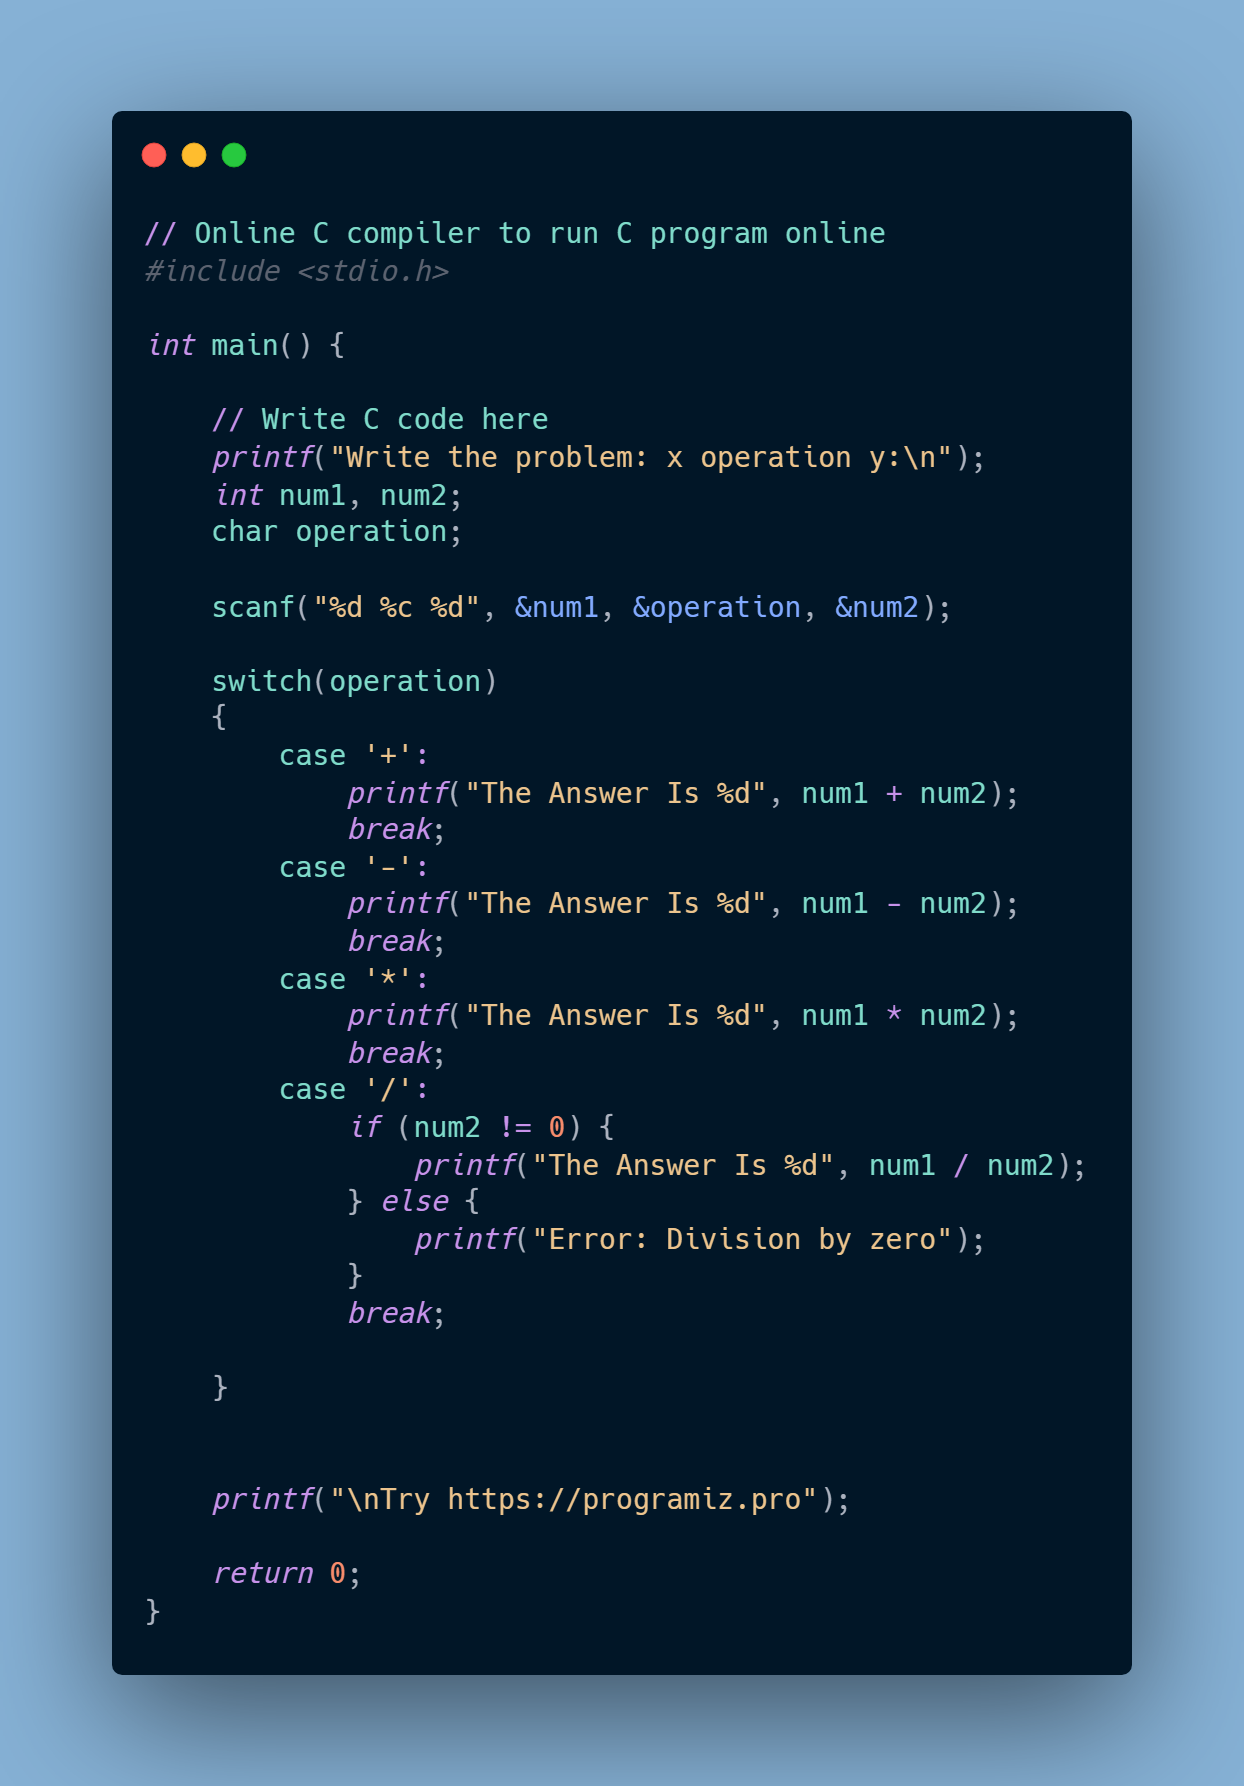 // Online C compiler to run C program online
#include <stdio.h>

int main() {

    // Write C code here
    printf("Write the problem: x operation y:\n");
    int num1, num2;
    char operation;

    scanf("%d %c %d", &num1, &operation, &num2);

    switch(operation)
    {
        case '+':
            printf("The Answer Is %d", num1 + num2);
            break;
        case '-':
            printf("The Answer Is %d", num1 - num2);
            break;
        case '*':
            printf("The Answer Is %d", num1 * num2);
            break;
        case '/':
            if (num2 != 0) {
                printf("The Answer Is %d", num1 / num2);
            } else {
                printf("Error: Division by zero");
            }
            break;

    }


    printf("\nTry https://programiz.pro");

    return 0;
}